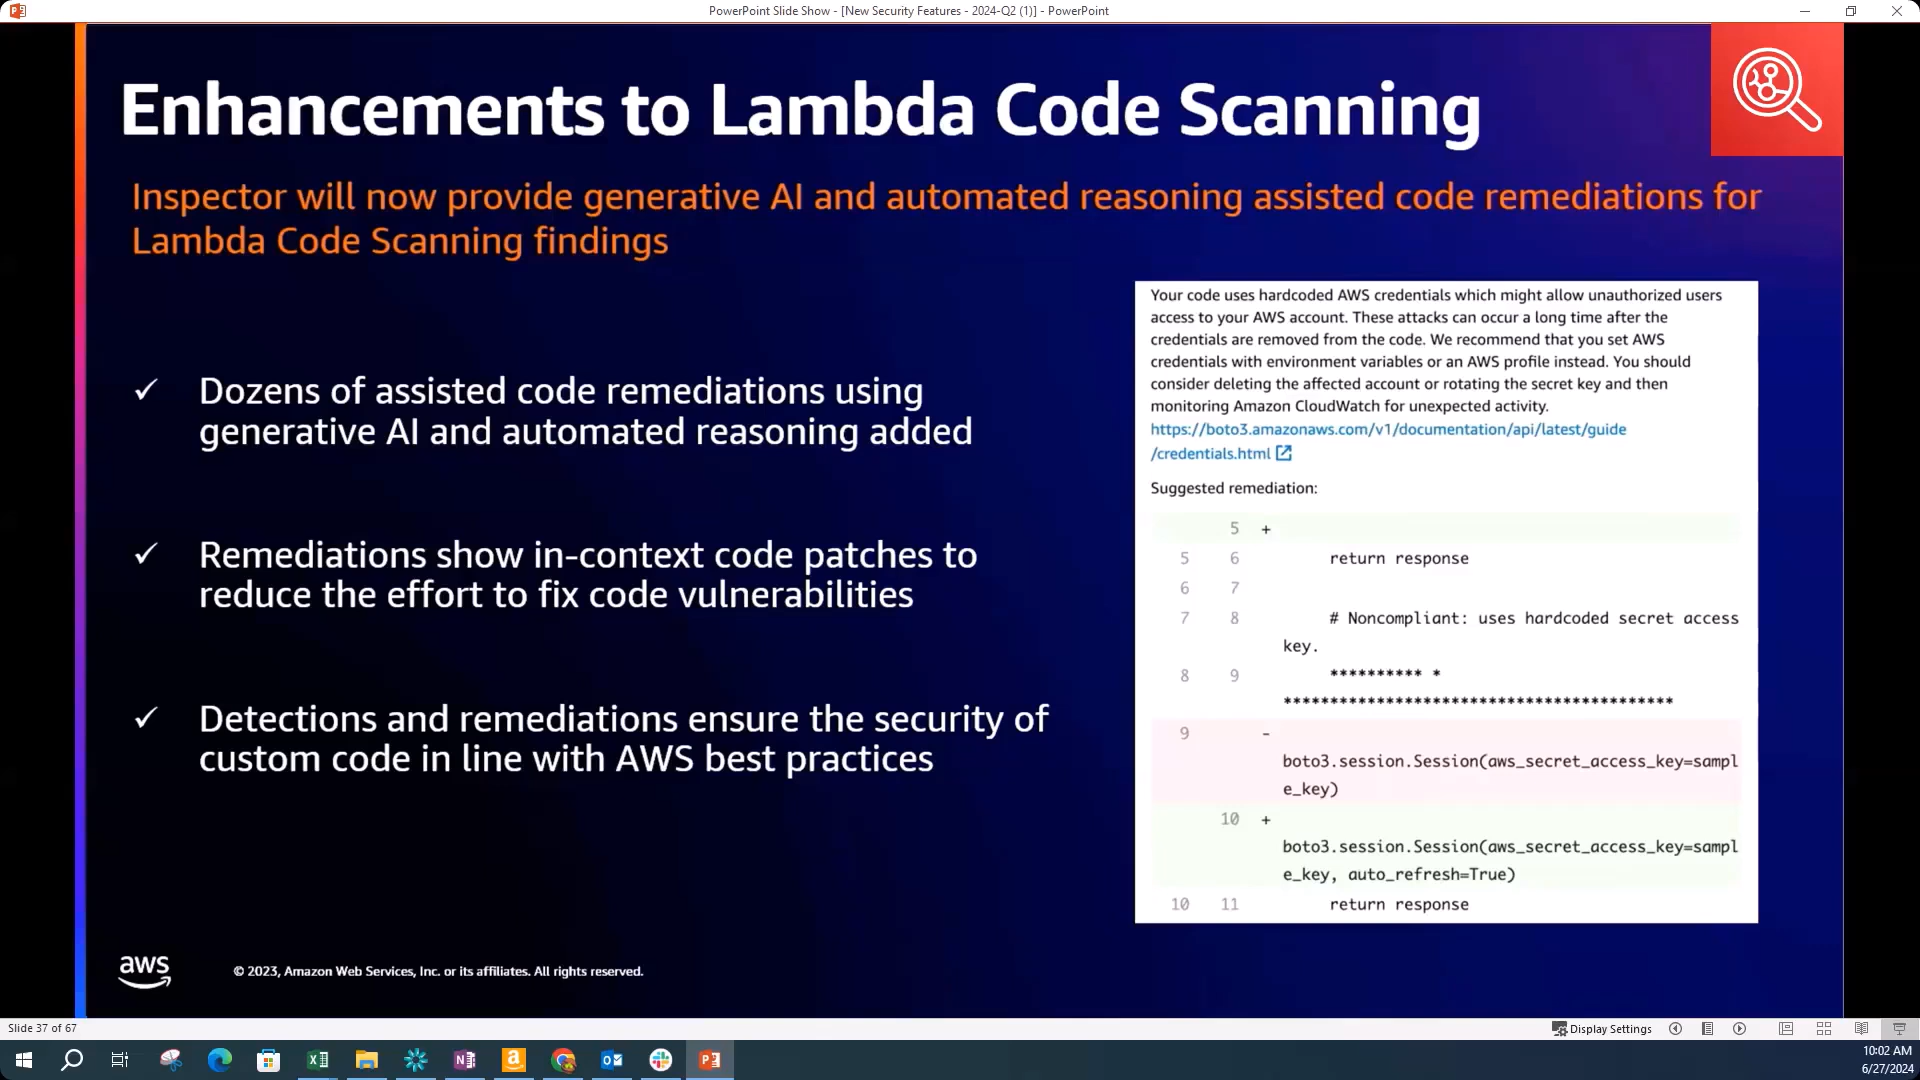 PowerPoint Slide Show - [New Security Features - 2024-Q2 (1)] - PowerPoint
Enhancements to Lambda Code Scanning
Inspector will now provide generative AI and automated reasoning assisted code remediations for
Lambda Code Scanning findings
✓ Dozens of assisted code remediations using
generative AI and automated reasoning added
✓ Remediations show in-context code patches to
reduce the effort to fix code vulnerabilities
✓ Detections and remediations ensure the security of
custom code in line with AWS best practices
Your code uses hardcoded AWS credentials which might allow unauthorized users
access to your AWS account. These attacks can occur a long time after the
credentials are removed from the code. We recommend that you set AWS
credentials with environment variables or an AWS profile instead. You should
consider deleting the affected account or rotating the secret key and then
monitoring Amazon CloudWatch for unexpected activity.
https://boto3.amazonaws.com/v1/documentation/api/latest/guide
/credentials.html
Suggested remediation:
5 +
5 6 return response
6 7
7 8 # Noncompliant: uses hardcoded secret access
key.
8 9 ********** *
******************************************
9 -
boto3.session.Session(aws_secret_access_key=sampl
e_key)
10 +
boto3.session.Session(aws_secret_access_key=sampl
e_key, auto_refresh=True)
10 11 return response
aws
© 2023, Amazon Web Services, Inc. or its affiliates. All rights reserved.
Slide 37 of 67
Display Settings
10:02 AM
6/27/2024